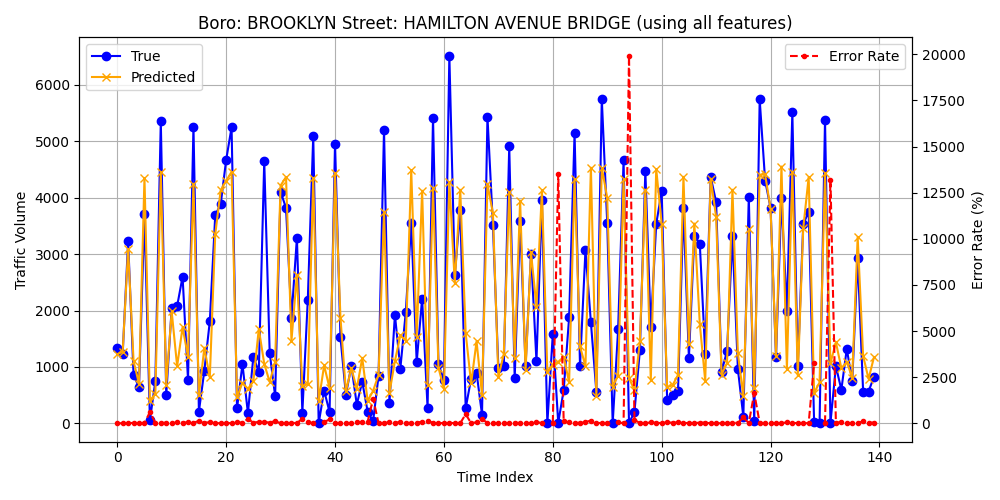 Boro: BROOKLYN Street: HAMILTON AVENUE BRIDGE (using all features)
True
Predicted
Error Rate
Traffic Volume
6000
5000
4000
3000
2000
1000
0
20000
17500
15000
12500
10000
7500
5000
2500
0
Error Rate (%)
0 20 40 60 80 100 120 140
Time Index